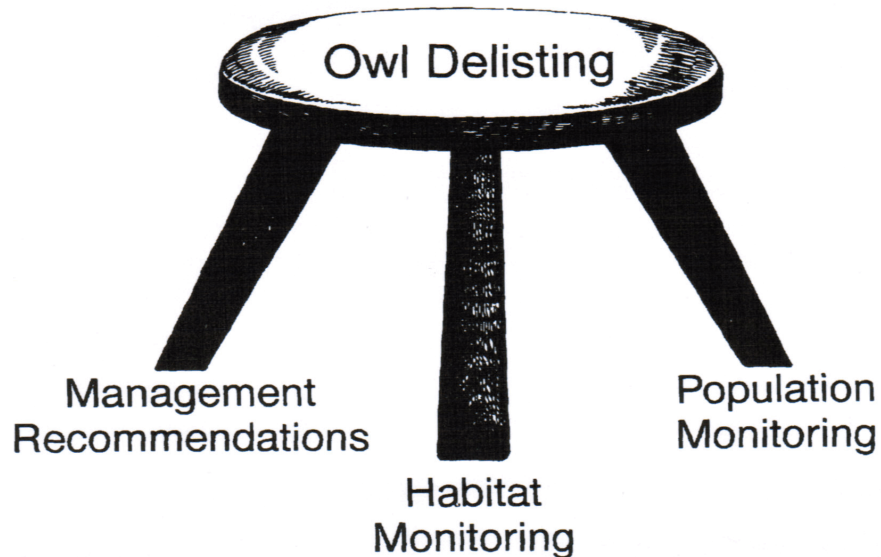 Owl Delisting
Management
Recommendations
Habitat
Monitoring
Population
Monitoring